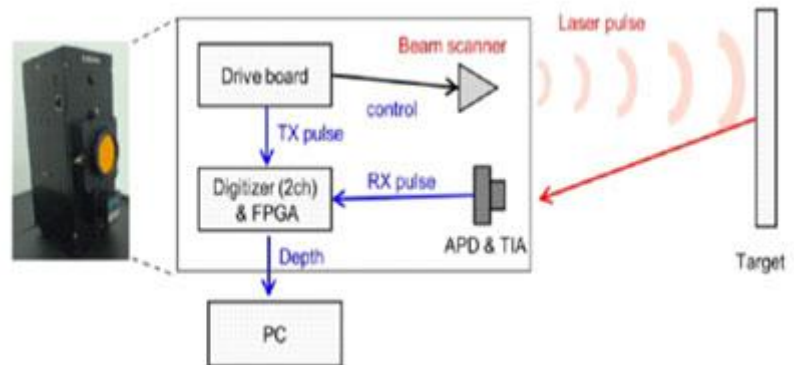 Laser pulse
Beam scanner
Drive board
control
TX pulse
Digitizer (2ch)
& FPGA
RX pulse
APD & TIA
Target
Depth
PC